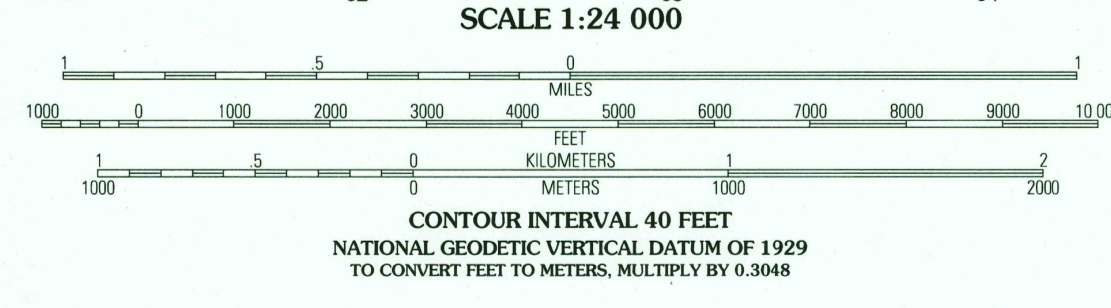 SCALE 1:24 000
1 .5 0 1
MILES
1000 0 1000 2000 3000 4000 5000 6000 7000 8000 9000 10 00
FEET
1 .5 0 KILOMETERS 1 2
1000 0 METERS 1000 2000
CONTOUR INTERVAL 40 FEET
NATIONAL GEODETIC VERTICAL DATUM OF 1929
TO CONVERT FEET TO METERS, MULTIPLY BY 0.3048